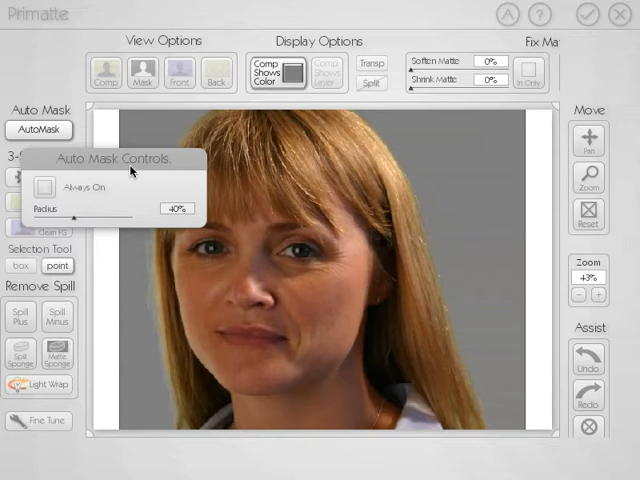 Primatte
View Options
Display Options
Fix Ma
Comp
Mask
Front
Back
Comp Shows Color
Comp Shows Layer
Transp
Split
Soften Matte 0%
Shrink Matte 0%
In Only
Auto Mask
AutoMask
3-S
Auto Mask Controls.
Always On
Radius 40%
Clean FG
Selection Tool
box
point
Remove Spill
Spill Plus
Spill Minus
Spill Sponge
Matte Sponge
Light Wrap
Fine Tune
Move
Pan
Zoom
Reset
Zoom
43%
Assist
Undo
Redo